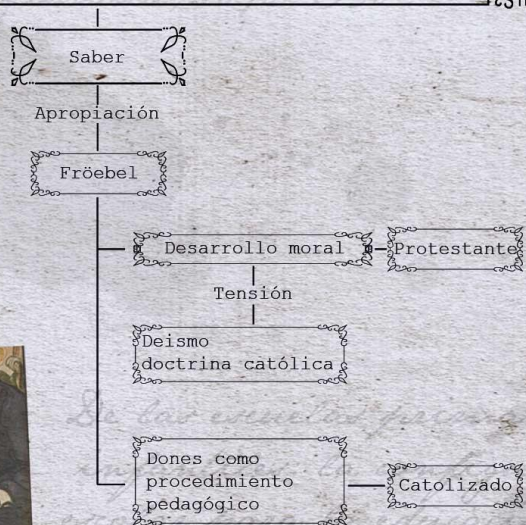 Saber
Apropiación
Fröebel
Desarrollo moral
Protestante
Tensión
Deismo
doctrina católica
Dones como
procedimiento
pedagógico
Catolizado